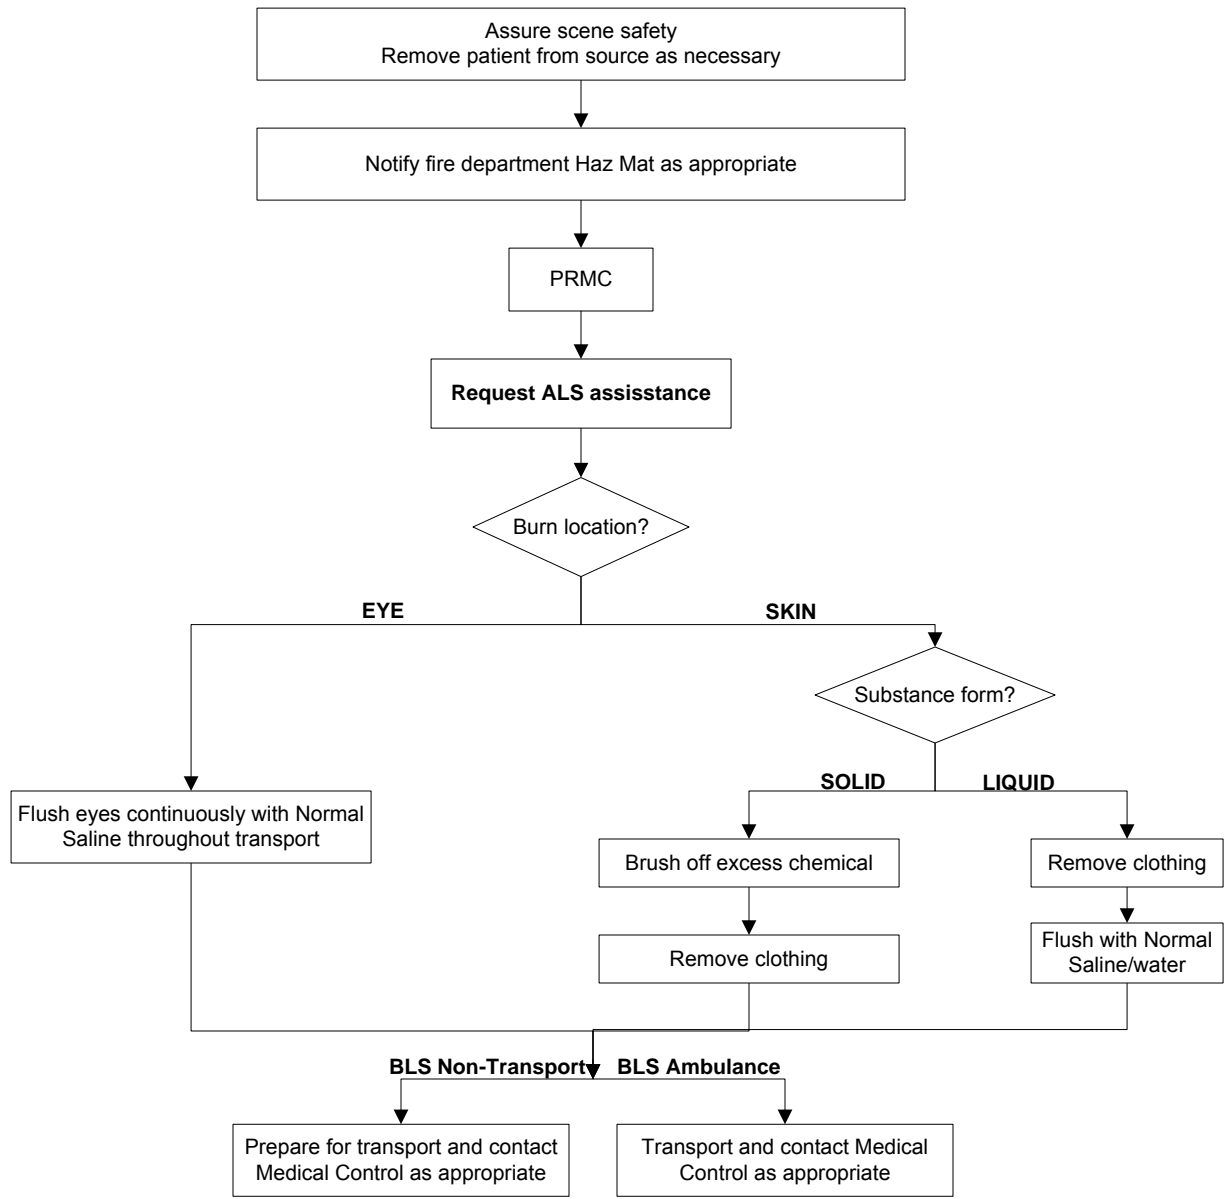 Assure scene safety
Remove patient from source as necessary
Notify fire department Haz Mat as appropriate
PRMC
Request ALS assisstance
Burn location?
EYE
SKIN
Substance form?
SOLID
LIQUID
Flush eyes continuously with Normal
Saline throughout transport
Brush off excess chemical
Remove clothing
Remove clothing
Flush with Normal
Saline/water
BLS Non-Transport
BLS Ambulance
Prepare for transport and contact
Medical Control as appropriate
Transport and contact Medical
Control as appropriate